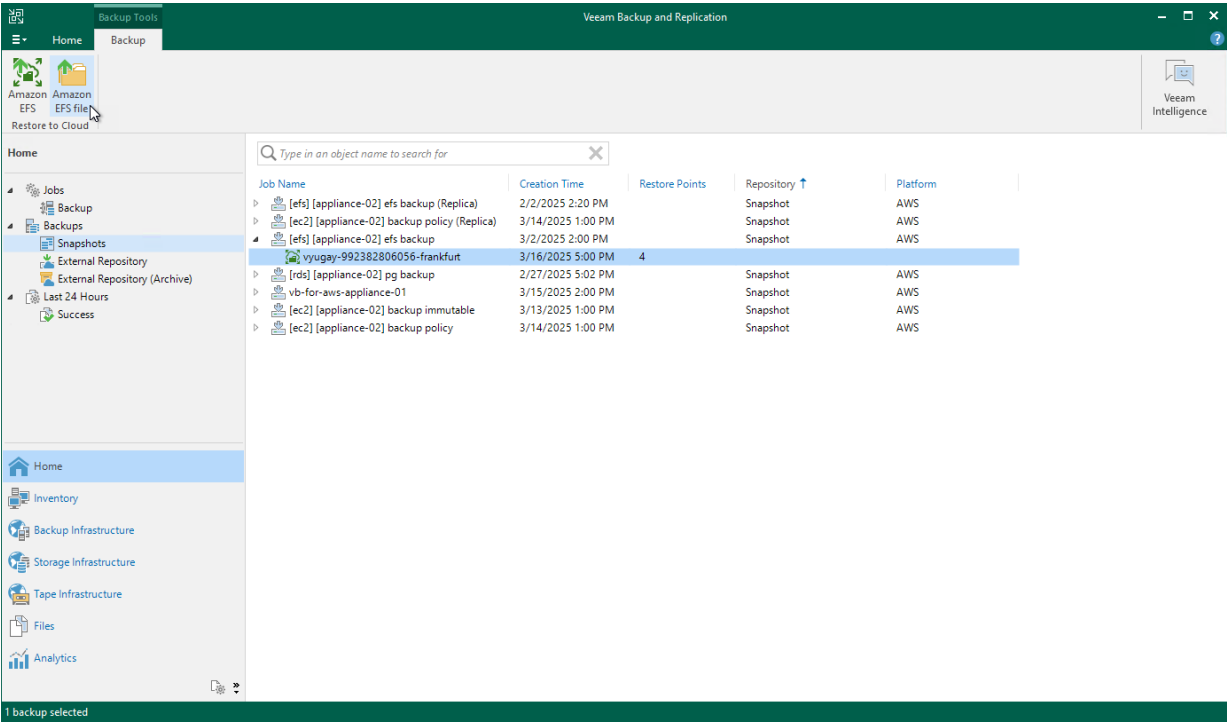 Backup Tools
Veeam Backup and Replication
Home Backup
Amazon EFS
Amazon EFS file
Restore to Cloud
Veeam Intelligence
Home
Type in an object name to search for
Jobs
Backup
Backups
Snapshots
External Repository
External Repository (Archive)
Last 24 Hours
Success
Job Name Creation Time Restore Points Repository Platform
[efs] [appliance-02] efs backup (Replica) 2/2/2025 2:20 PM Snapshot AWS
[ec2] [appliance-02] backup policy (Replica) 3/14/2025 1:00 PM Snapshot AWS
[efs] [appliance-02] efs backup 3/2/2025 2:00 PM Snapshot AWS
vyugay-992382806056-frankfurt 3/16/2025 5:00 PM 4
[rds] [appliance-02] pg backup 2/27/2025 5:02 PM Snapshot AWS
vb-for-aws-appliance-01 3/15/2025 2:00 PM Snapshot AWS
[ec2] [appliance-02] backup immutable 3/13/2025 1:00 PM Snapshot AWS
[ec2] [appliance-02] backup policy 3/14/2025 1:00 PM Snapshot AWS
Home
Inventory
Backup Infrastructure
Storage Infrastructure
Tape Infrastructure
Files
Analytics
1 backup selected